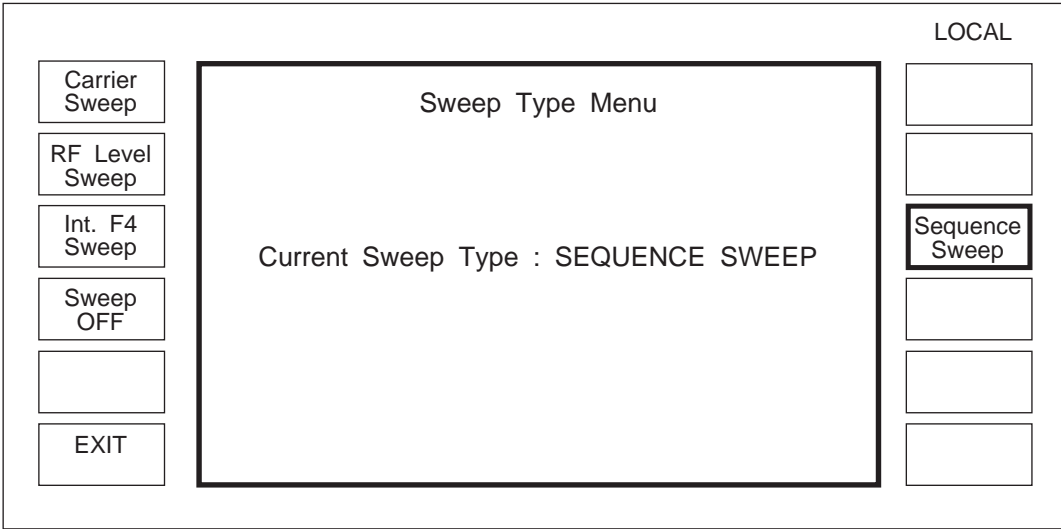 LOCAL
Carrier
Sweep
RF Level
Sweep
Int. F4
Sweep
Sweep
OFF
EXIT
Sweep Type Menu
Current Sweep Type : SEQUENCE SWEEP
Sequence
Sweep